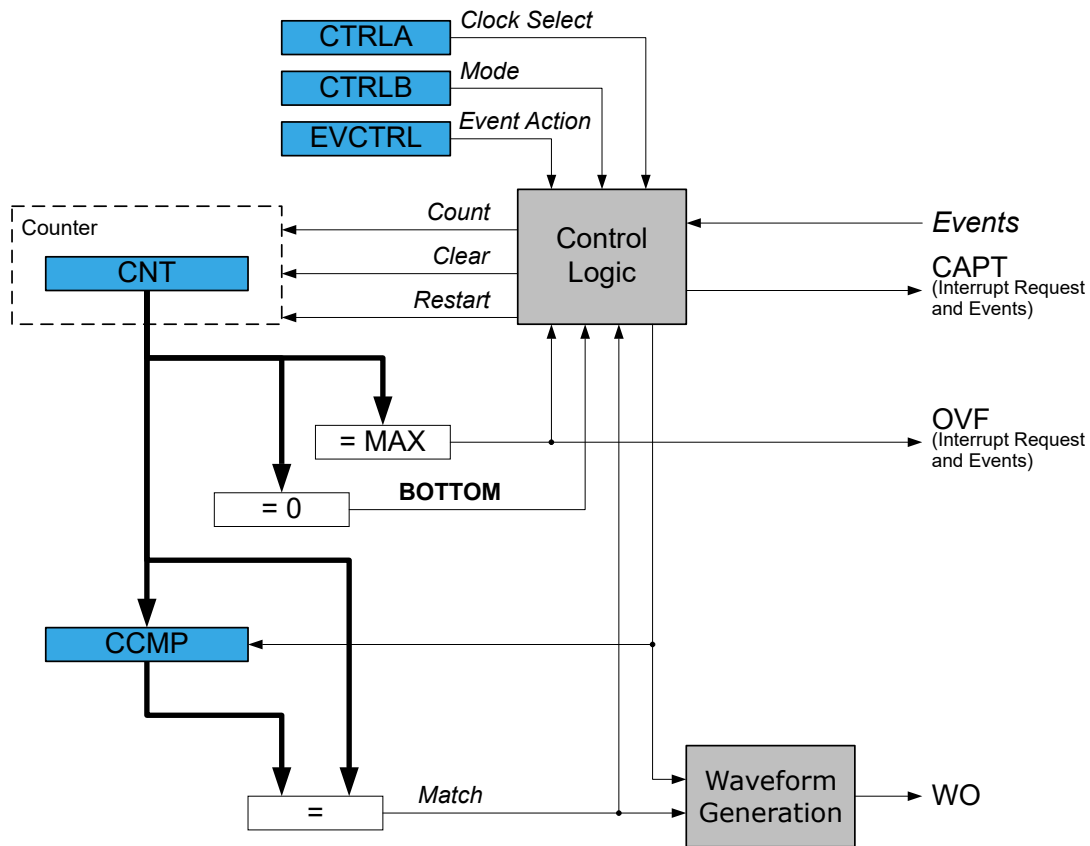 CTRLA
Clock Select
CTRLB
Mode
EVCTRL
Event Action
Counter
CNT
Count
Clear
Restart
Control
Logic
Events
CAPT
(Interrupt Request
and Events)
= MAX
OVF
(Interrupt Request
and Events)
= 0
BOTTOM
CCMP
=
Match
Waveform
Generation
WO